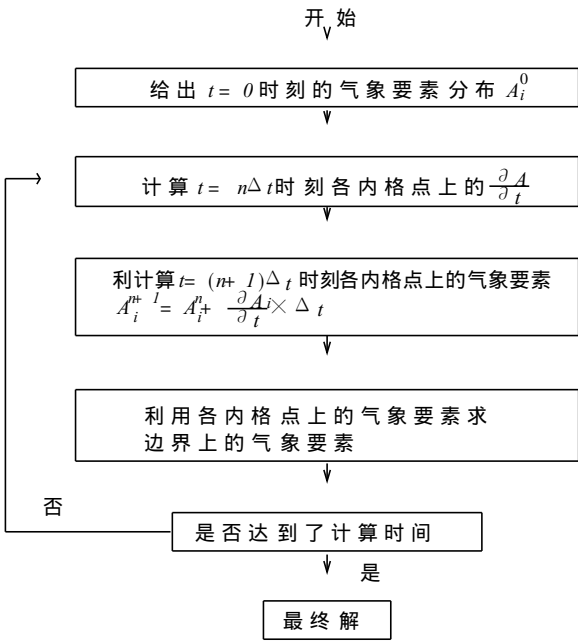 开 始
给出 t = 0 时刻的气象要素分布 A_i^0
计算 t = nΔt 时刻各内格点上的 ∂A/∂t
利计算 t = (n+1)Δt 时刻各内格点上的气象要素
A_i^{n+1} = A_i^n + ∂A_i/∂t × Δt
利用各内格点上的气象要素求
边界上的气象要素
否
是否达到了计算时间
是
最终解